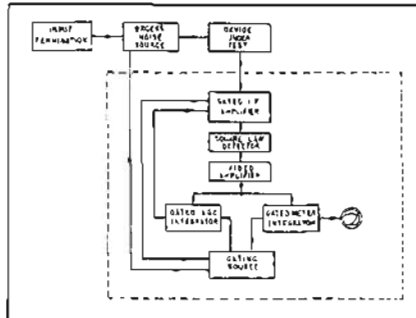 INPUT
TERMINATION
EXCESS
NOISE
SOURCE
DEVICE
UNDER
TEST
GATED I F
AMPLIFIER
SQUARE LAW
DETECTOR
VIDEO
AMPLIFIER
GATED AGC
INTEGRATOR
GATED METER
INTEGRATOR
GATING
SOURCE